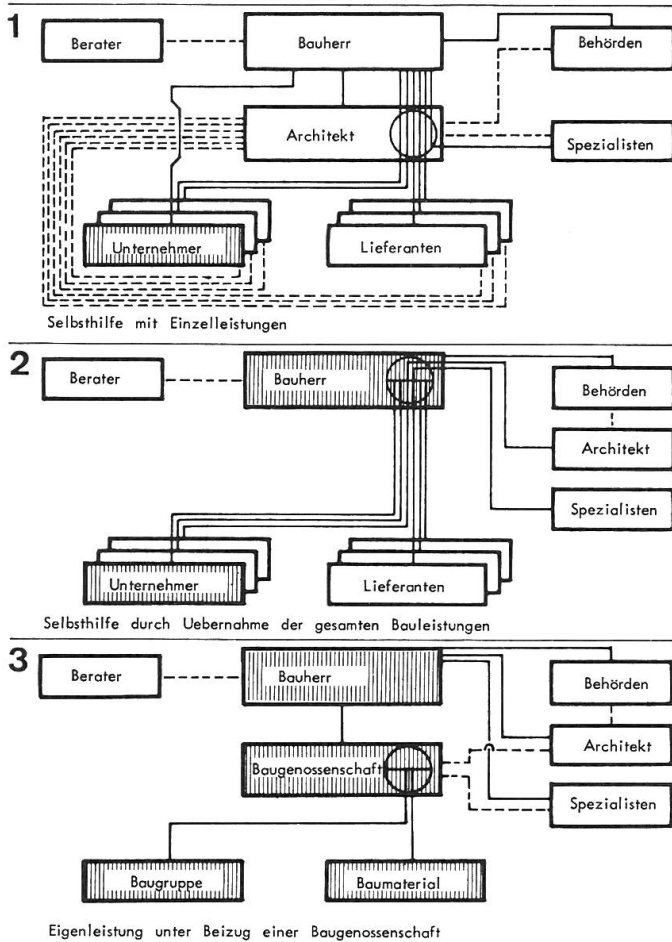 1
Berater
Bauherr
Behörden
Architekt
Spezialisten
Unternehmer
Lieferanten
Selbsthilfe mit Einzelleistungen
2
Berater
Bauherr
Behörden
Architekt
Spezialisten
Unternehmer
Lieferanten
Selbsthilfe durch Uebernahme der gesamten Bauleistungen
3
Berater
Bauherr
Behörden
Architekt
Baugenossenschaft
Spezialisten
Baugruppe
Baumaterial
Eigenleistung unter Beizug einer Baugenossenschaft